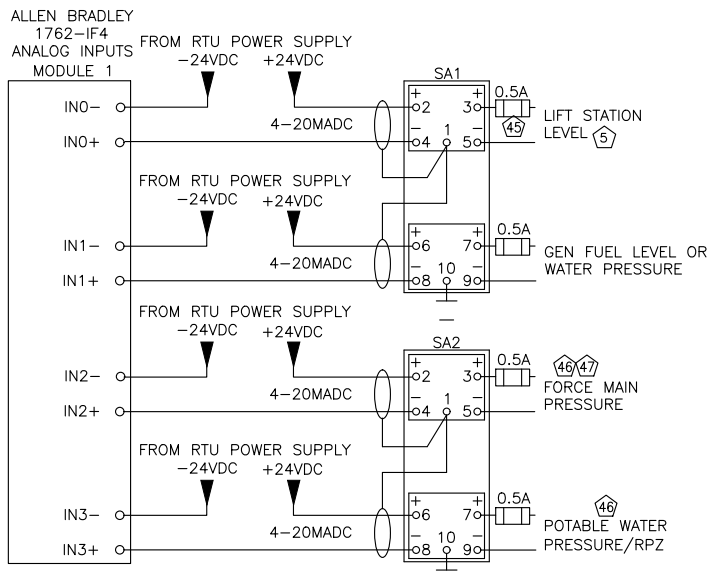 ALLEN BRADLEY
1762-IF4
ANALOG INPUTS
MODULE 1
FROM RTU POWER SUPPLY
-24VDC +24VDC
SA1
IN0- + 2 + 3 0.5A
4-20MADC
45
LIFT STATION
LEVEL 5
IN0+ - 4 1 - 5
FROM RTU POWER SUPPLY
-24VDC +24VDC
IN1- + 6 + 7 0.5A
4-20MADC
GEN FUEL LEVEL OR
WATER PRESSURE
IN1+ - 8 10 - 9
FROM RTU POWER SUPPLY
-24VDC +24VDC
SA2
IN2- + 2 + 3 0.5A
46 47
4-20MADC
FORCE MAIN
PRESSURE
IN2+ - 4 1 - 5
FROM RTU POWER SUPPLY
-24VDC +24VDC
IN3- + 6 + 7 0.5A
46
4-20MADC
POTABLE WATER
PRESSURE/RPZ
IN3+ - 8 10 - 9